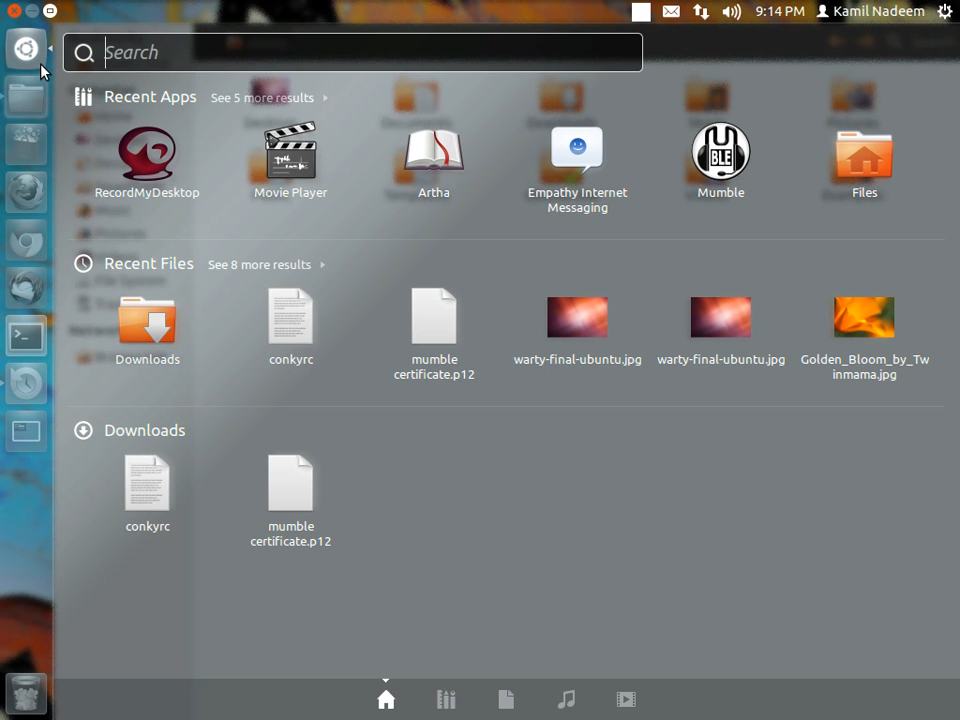 9:14 PM Kamil Nadeem
Search
Recent Apps See 5 more results
RecordMyDesktop Movie Player Artha Empathy Internet Mumble Files
Messaging
BLE
Recent Files See 8 more results
Downloads conkyrc mumble warty-final-ubuntu.jpg warty-final-ubuntu.jpg Golden_Bloom_by_Tw
certificate.p12 inmama.jpg
Downloads
conkyrc mumble
certificate.p12